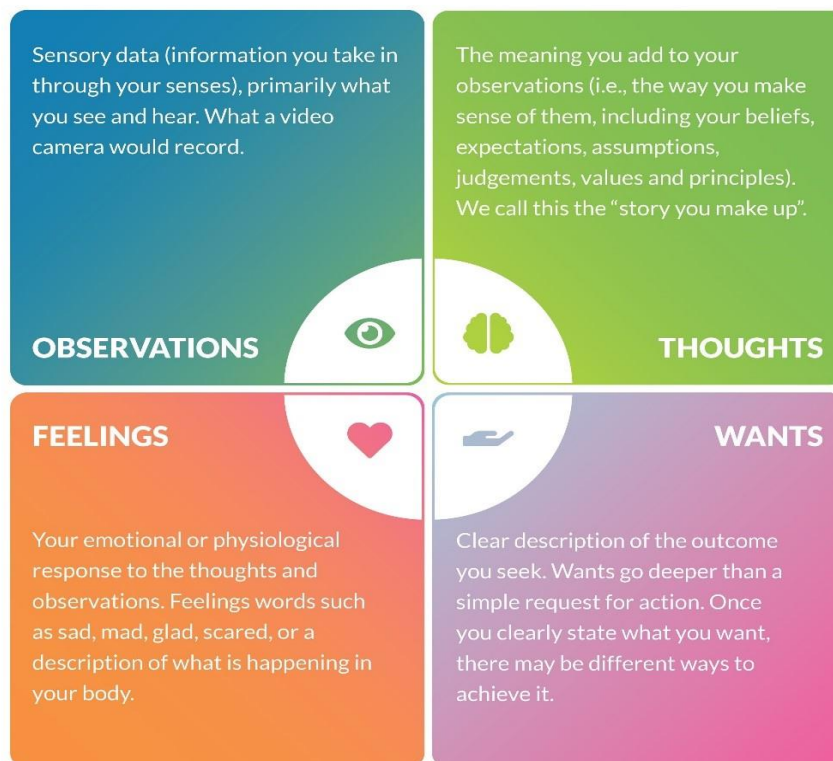 Sensory data (information you take in
through your senses), primarily what
you see and hear. What a video
camera would record.
OBSERVATIONS
The meaning you add to your
observations (i.e., the way you make
sense of them, including your beliefs,
expectations, assumptions,
judgements, values and principles).
We call this the “story you make up”.
THOUGHTS
FEELINGS
Your emotional or physiological
response to the thoughts and
observations. Feelings words such
as sad, mad, glad, scared, or a
description of what is happening in
your body.
WANTS
Clear description of the outcome
you seek. Wants go deeper than a
simple request for action. Once
you clearly state what you want,
there may be different ways to
achieve it.